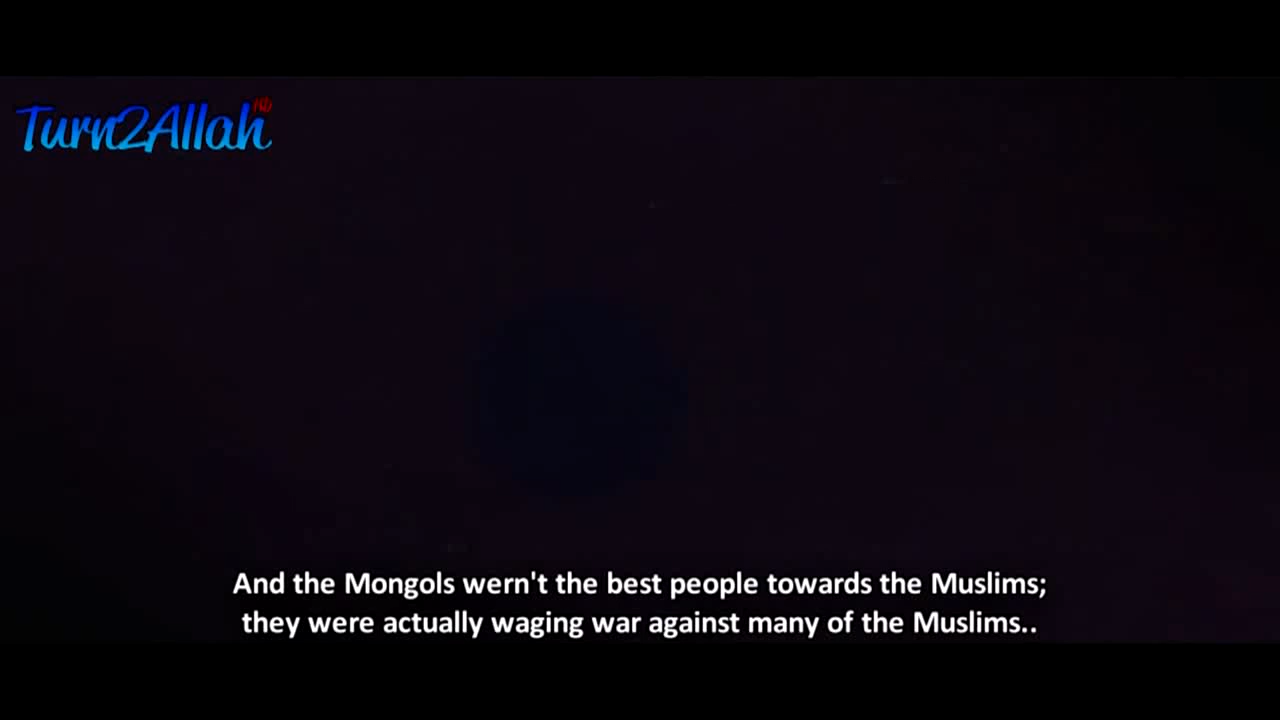 Turn2Allah HD
And the Mongols wern't the best people towards the Muslims;
they were actually waging war against many of the Muslims..